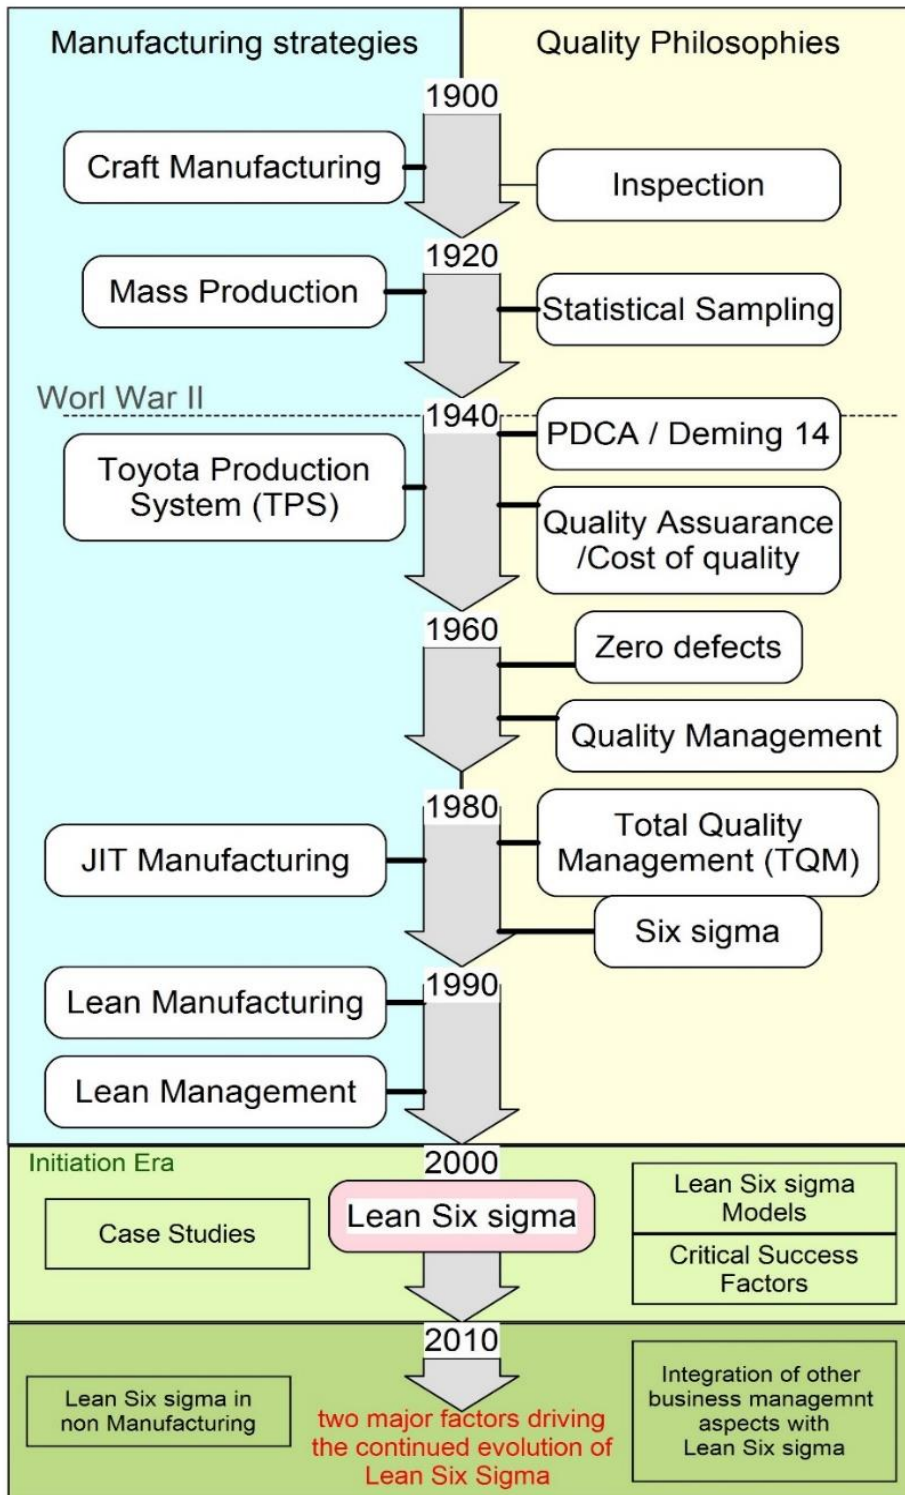 Manufacturing strategies
Quality Philosophies
1900
Craft Manufacturing
Inspection
1920
Mass Production
Statistical Sampling
Worl War II
1940
PDCA / Deming 14
Toyota Production
System (TPS)
Quality Assuarance
/Cost of quality
1960
Zero defects
Quality Management
1980
Total Quality
Management (TQM)
JIT Manufacturing
Six sigma
1990
Lean Manufacturing
Lean Management
Initiation Era
2000
Lean Six sigma
Case Studies
Lean Six sigma
Models
Critical Success
Factors
2010
Lean Six sigma in
non Manufacturing
two major factors driving
the continued evolution of
Lean Six Sigma
Integration of other
business managemnt
aspects with
Lean Six sigma